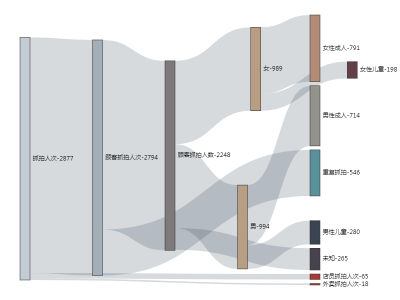 女性成人-791
女性儿童-198
女-989
男性成人-714
抓拍人次-2877
顾客抓拍人次-2794
顾客抓拍人数-2248
重复抓拍-546
男-994
男性儿童-280
未知-265
店员抓拍人次-65
外卖抓拍人次-18